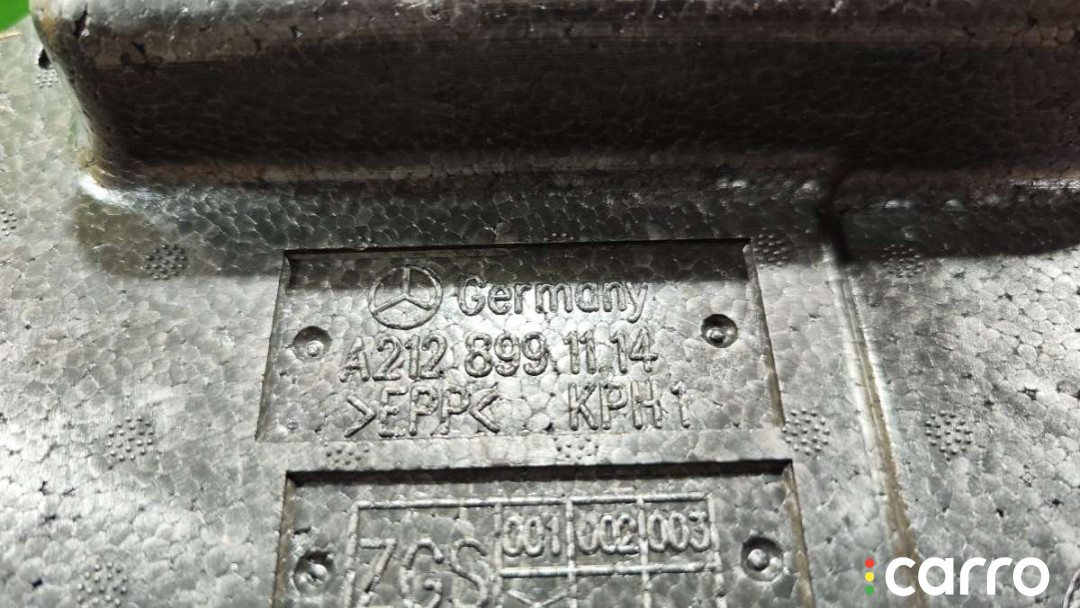 Germany
A212 899 11 14
>EPP< KPH1
ZGS 001 002 003
carro